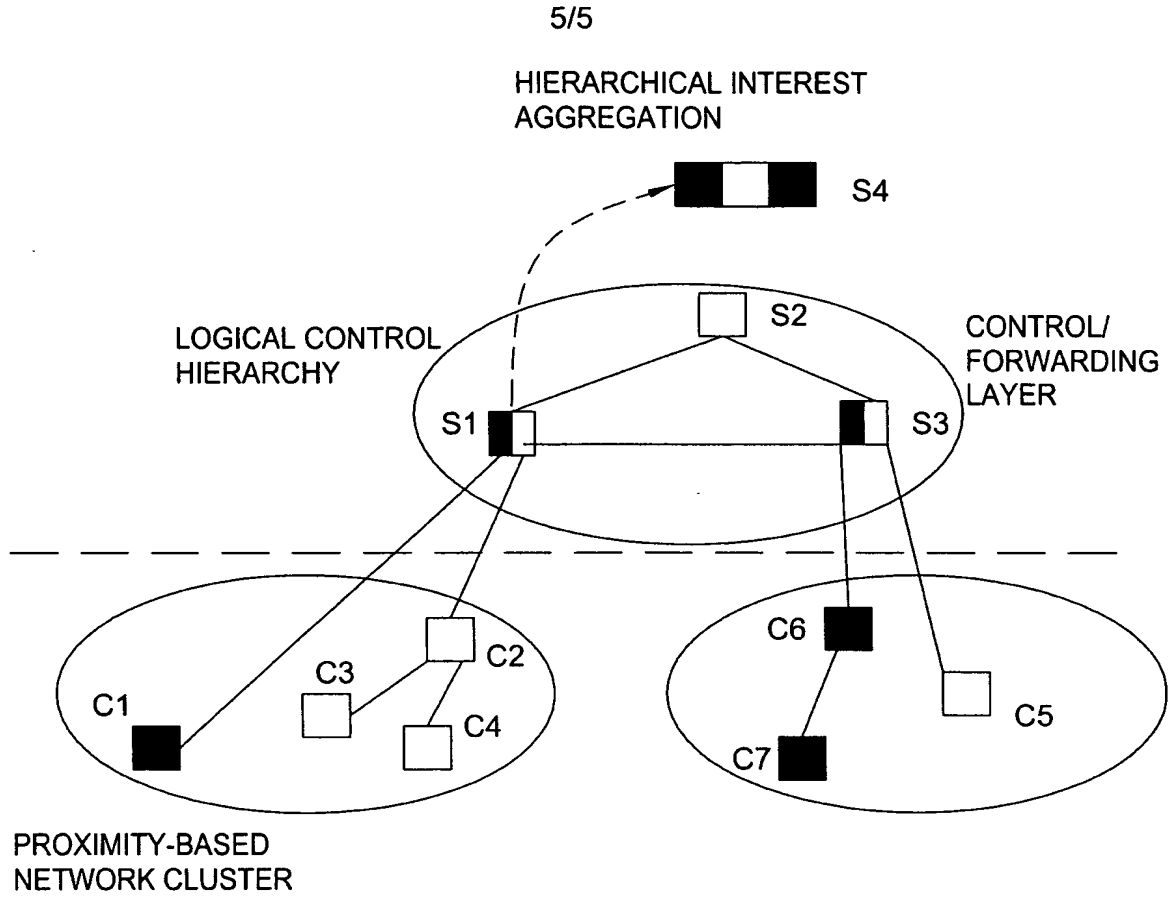 5/5
HIERARCHICAL INTEREST
AGGREGATION
S4
S2
LOGICAL CONTROL
HIERARCHY
CONTROL/
FORWARDING
LAYER
S1
S3
C6
C2
C3
C1
C4
C5
C7
PROXIMITY-BASED
NETWORK CLUSTER